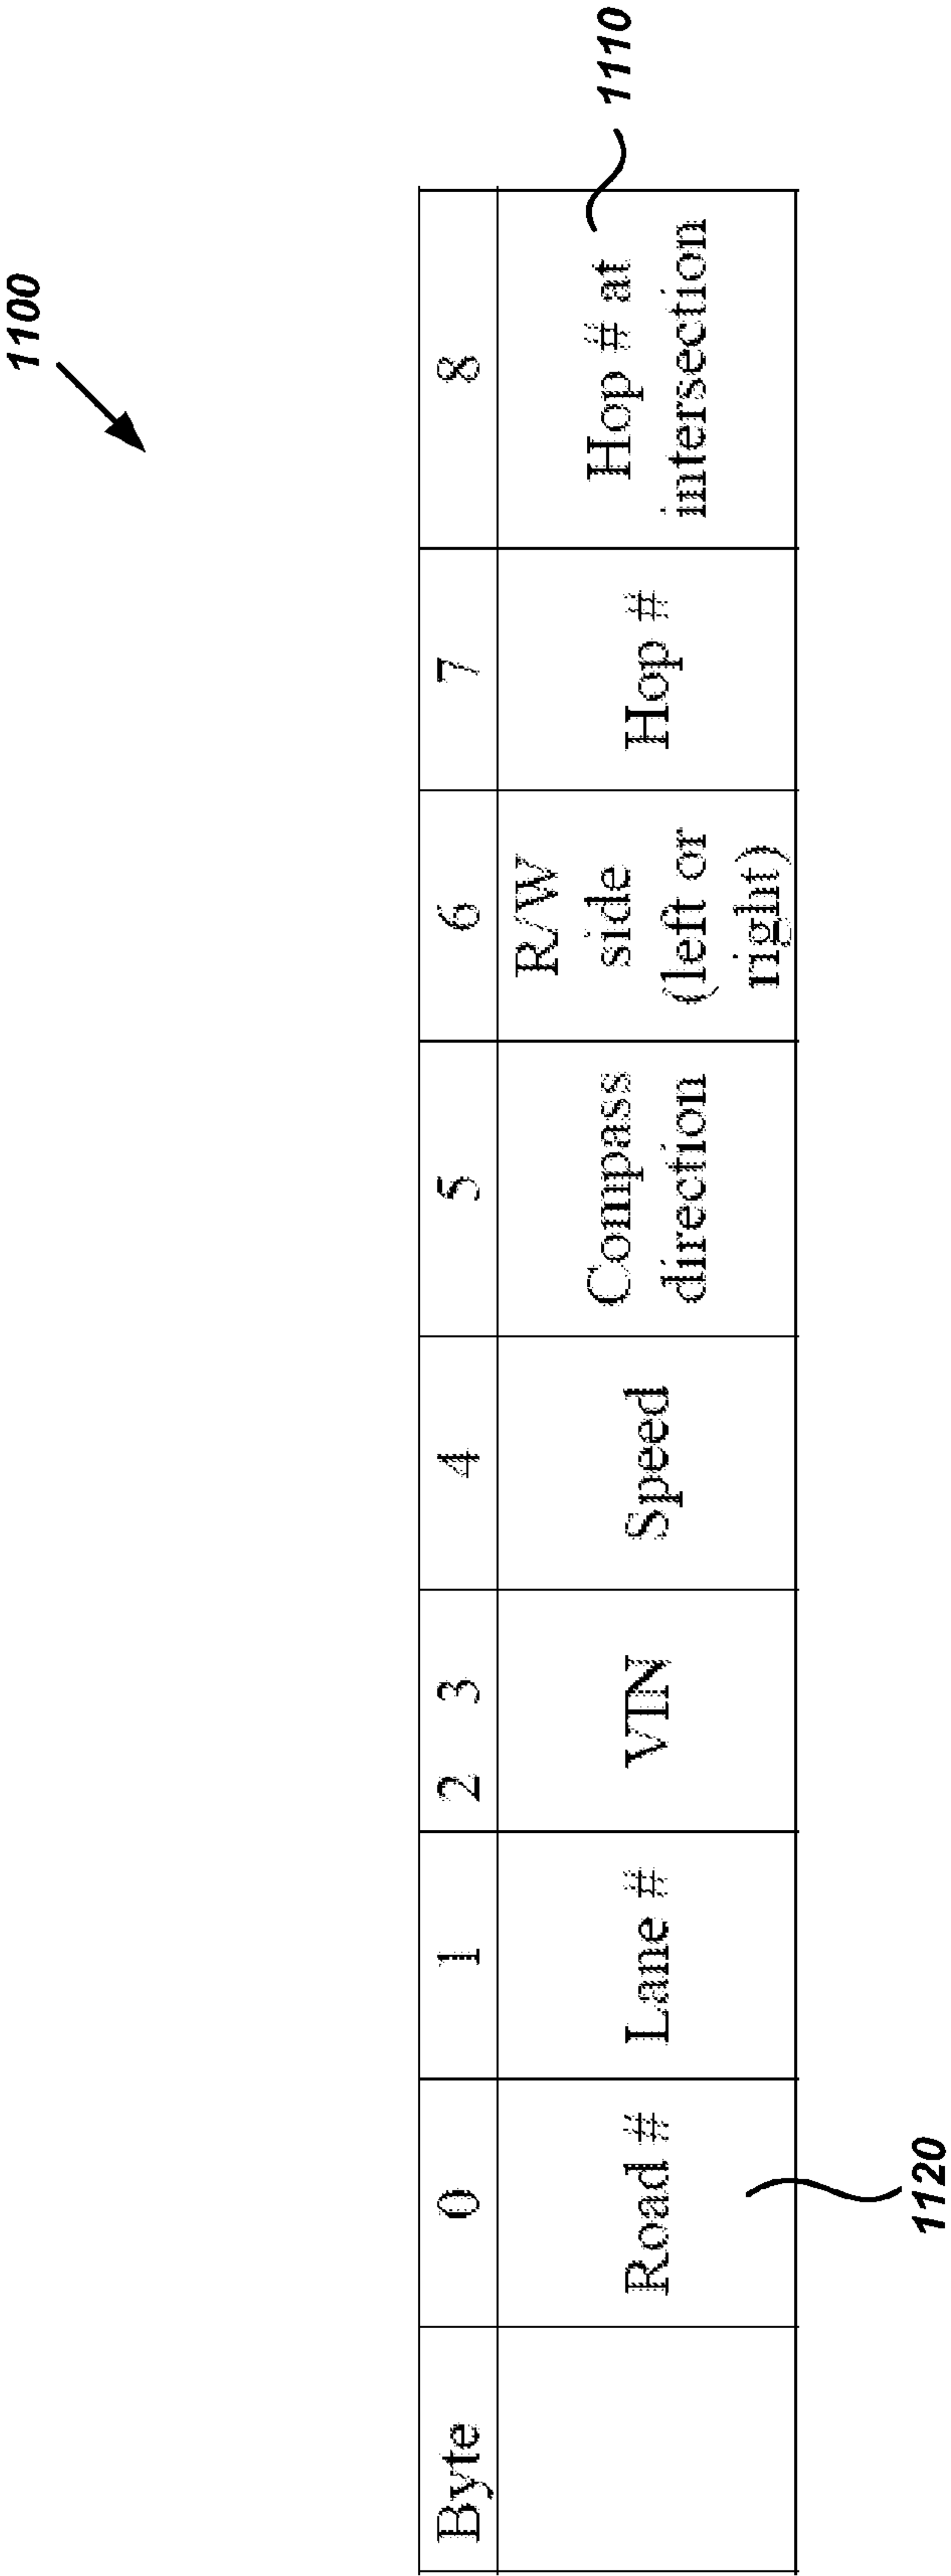 1100
Byte 0 1 2 3 4 5 6 7 8
Road # Lane # VIN Speed Compass direction R/W side (left or right) Hop # Hop # at intersection
1110
1120